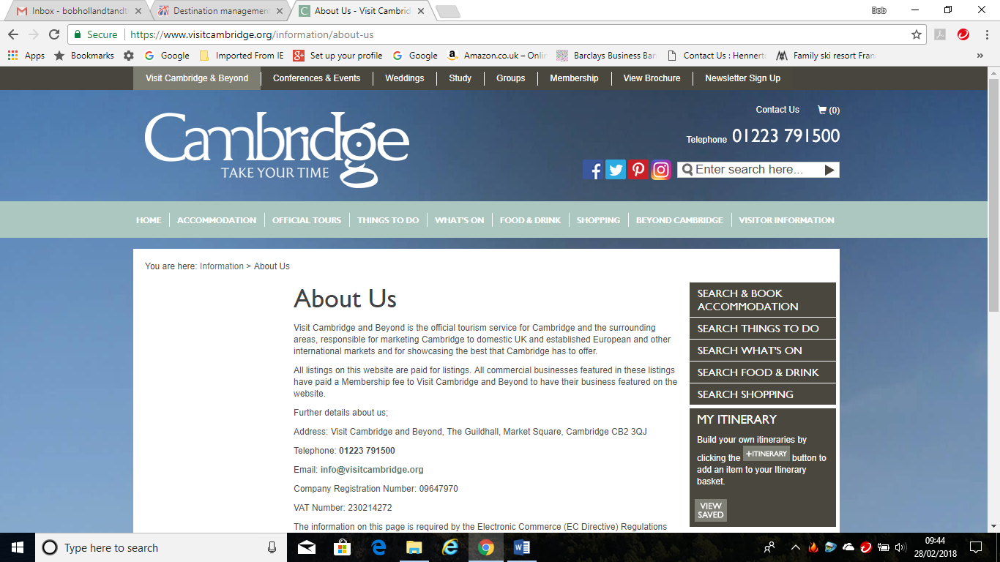 Inbox - bobhollandtandt
Destination management
About Us - Visit Cambrid
Bob
Secure
https://www.visitcambridge.org/information/about-us
Apps Bookmarks Google Imported From IE Set up your profile Google Amazon.co.uk – Onlin Barclays Business Ban Contact Us : Hennerto Family ski resort Fran »
Visit Cambridge & Beyond Conferences & Events Weddings Study Groups Membership View Brochure Newsletter Sign Up
Contact Us (0)
Cambridge
TAKE YOUR TIME
Telephone 01223 791500
Enter search here...
HOME ACCOMMODATION OFFICIAL TOURS THINGS TO DO WHAT'S ON FOOD & DRINK SHOPPING BEYOND CAMBRIDGE VISITOR INFORMATION
You are here: Information > About Us
About Us
Visit Cambridge and Beyond is the official tourism service for Cambridge and the surrounding
areas, responsible for marketing Cambridge to domestic UK and established European and other
international markets and for showcasing the best that Cambridge has to offer.
All listings on this website are paid for listings. All commercial businesses featured in these listings
have paid a Membership fee to Visit Cambridge and Beyond to have their business featured on the
website.
Further details about us;
Address: Visit Cambridge and Beyond, The Guildhall, Market Square, Cambridge CB2 3QJ
Telephone: 01223 791500
Email: info@visitcambridge.org
Company Registration Number: 09647970
VAT Number: 230214272
The information on this page is required by the Electronic Commerce (EC Directive) Regulations
SEARCH & BOOK
ACCOMMODATION
SEARCH THINGS TO DO
SEARCH WHAT'S ON
SEARCH FOOD & DRINK
SEARCH SHOPPING
MY ITINERARY
Build your own itineraries by
clicking the +ITINERARY button to
add an item to your Itinerary
basket.
VIEW
SAVED
Type here to search
09:44
28/02/2018